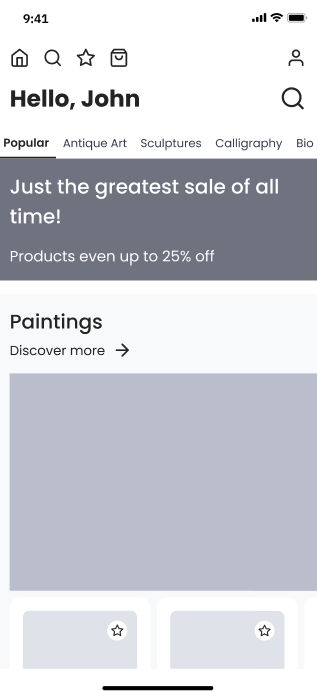 9:41
Hello, John
Popular Antique Art Sculptures Calligraphy Bio
Just the greatest sale of all
time!
Products even up to 25% off
Paintings
Discover more